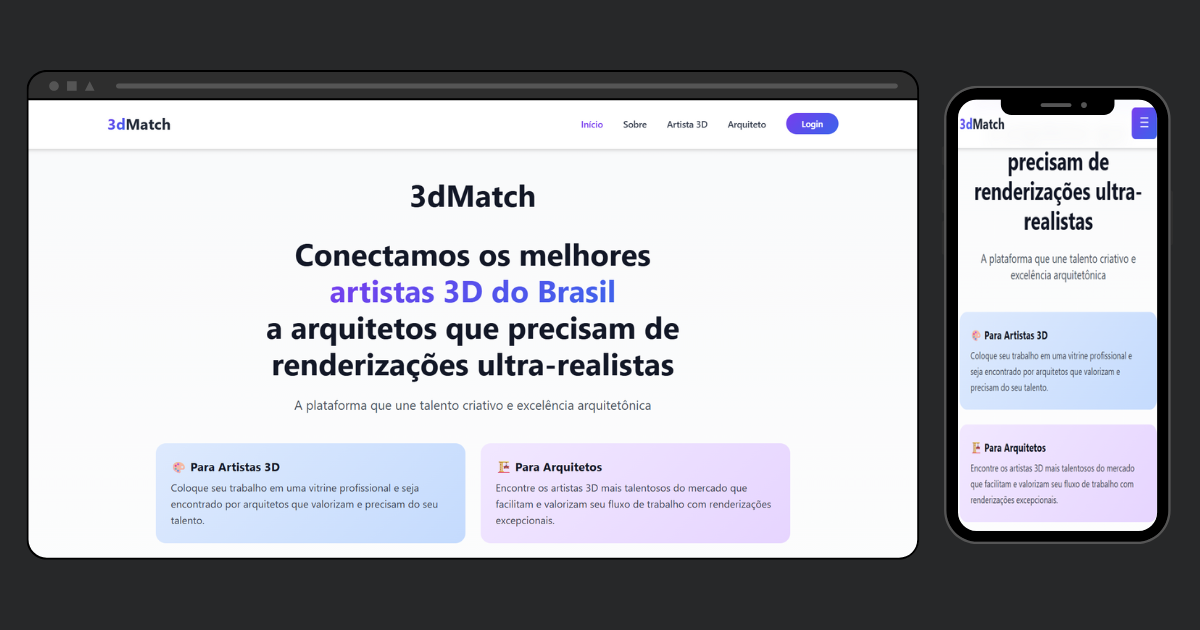 3dMatch
Início Sobre Artista 3D Arquiteto Login
3dMatch
Conectamos os melhores
artistas 3D do Brasil
a arquitetos que precisam de
renderizações ultra-realistas
A plataforma que une talento criativo e excelência arquitetônica
Para Artistas 3D
Coloque seu trabalho em uma vitrine profissional e seja
encontrado por arquitetos que valorizam e precisam do seu
talento.
Para Arquitetos
Encontre os artistas 3D mais talentosos do mercado que
facilitam e valorizam seu fluxo de trabalho com renderizações
excepcionais.
3dMatch
precisam de
renderizações ultra-
realistas
A plataforma que une talento criativo e
excelência arquitetônica
Para Artistas 3D
Coloque seu trabalho em uma vitrine profissional e
seja encontrado por arquitetos que valorizam e
precisam do seu talento.
Para Arquitetos
Encontre os artistas 3D mais talentosos do mercado
que facilitam e valorizam seu fluxo de trabalho com
renderizações excepcionais.